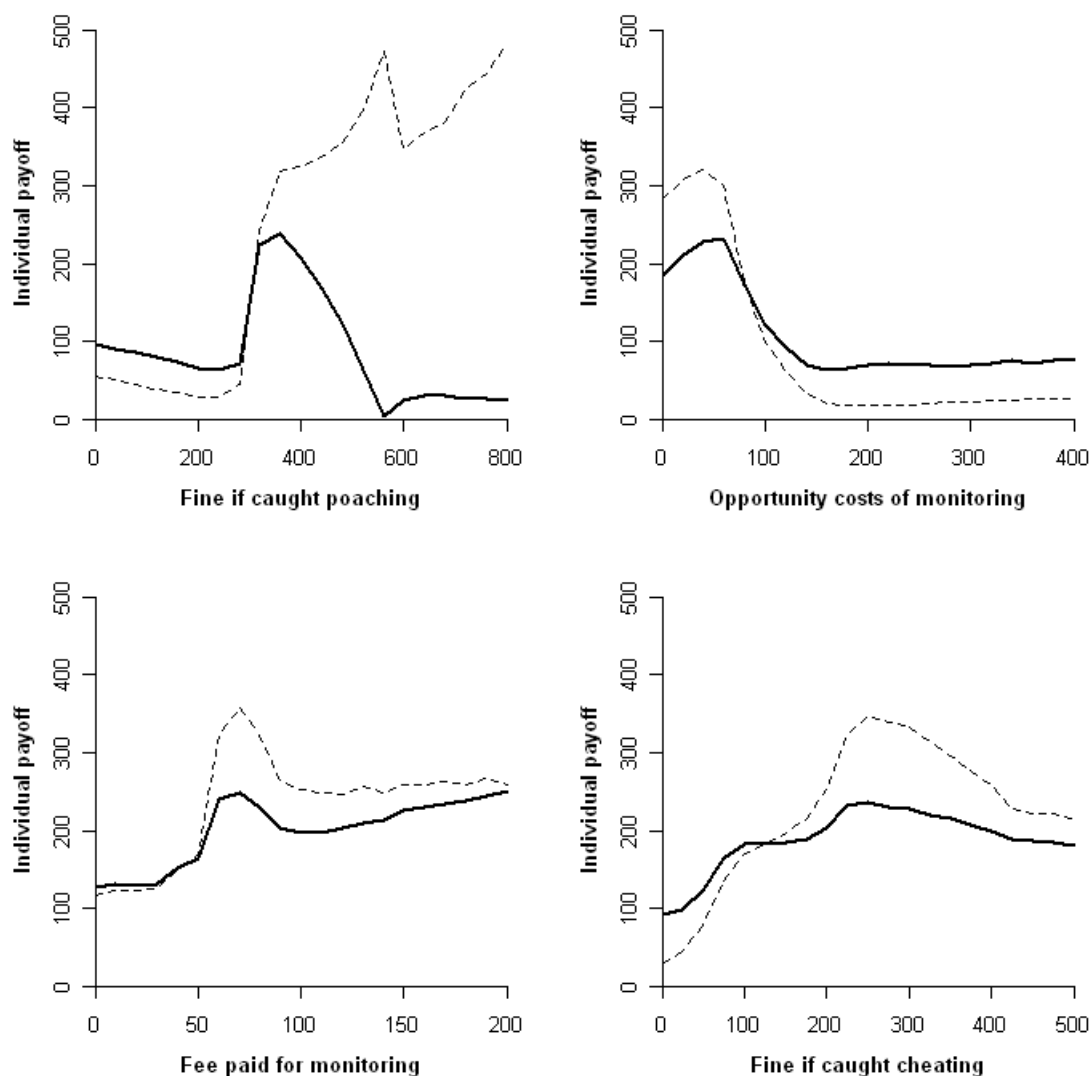 500
400
300
200
100
0
Individual payoff
0 200 400 600 800
Fine if caught poaching
500
400
300
200
100
0
Individual payoff
0 100 200 300 400
Opportunity costs of monitoring
500
400
300
200
100
0
Individual payoff
0 50 100 150 200
Fee paid for monitoring
500
400
300
200
100
0
Individual payoff
0 100 200 300 400 500
Fine if caught cheating